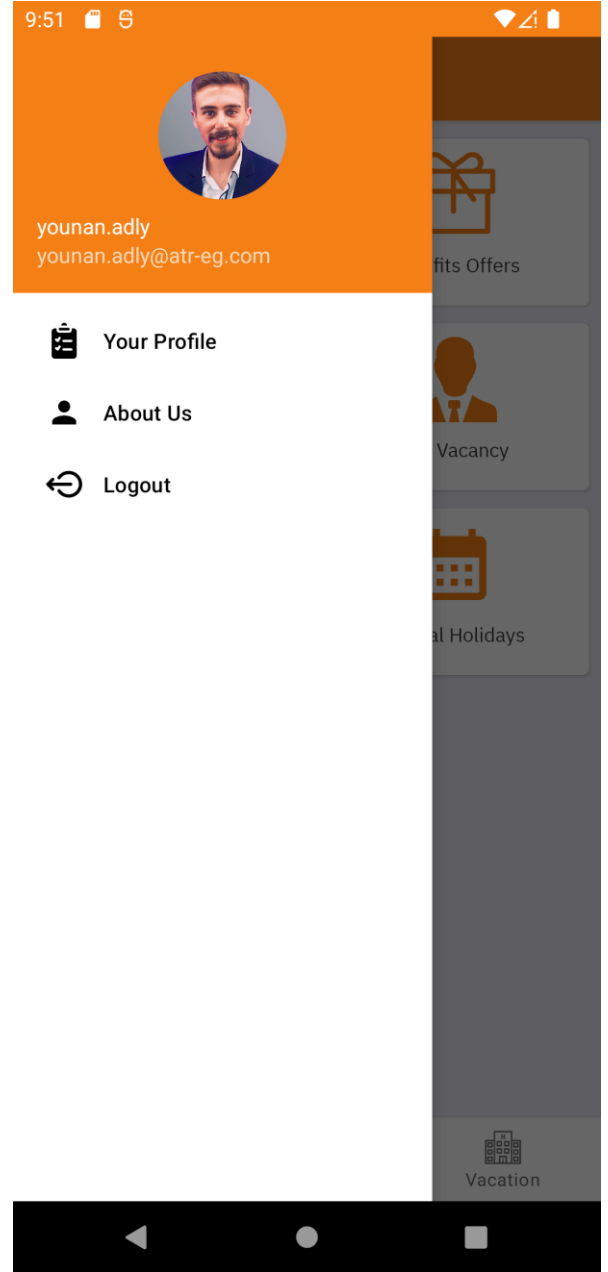 9:51
younan.adly
younan.adly@atr-eg.com
fits Offers
Your Profile
About Us
Vacancy
Logout
al Holidays
Vacation